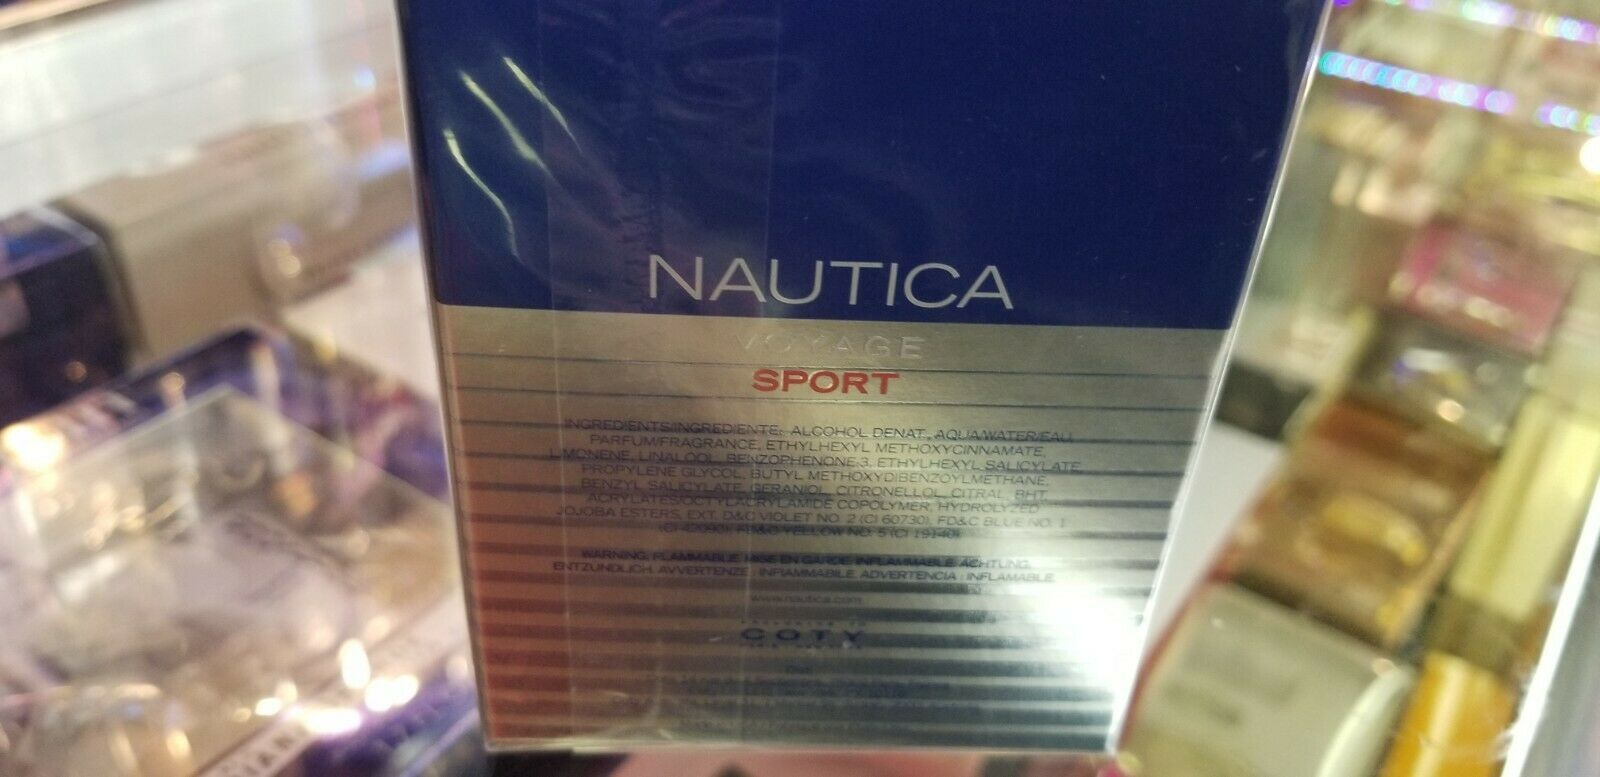 NAUTICA
VOYAGE
SPORT
INGREDIENTS/INGREDIENTE: ALCOHOL DENAT., AQUA/WATER/EAU,
PARFUM/FRAGRANCE, ETHYLHEXYL METHOXYCINNAMATE,
LIMONENE, LINALOOL, BENZOPHENONE-3, ETHYLHEXYL SALICYLATE,
PROPYLENE GLYCOL, BUTYL METHOXYDIBENZOYLMETHANE,
BENZYL SALICYLATE, GERANIOL, CITRONELLOL, CITRAL, BHT,
ACRYLATES/OCTYLACRYLAMIDE COPOLYMER, HYDROLYZED
JOJOBA ESTERS, EXT. D&C VIOLET NO. 2 (CI 60730), FD&C BLUE NO. 1
(CI 42090), FD&C YELLOW NO. 5 (CI 19140).
WARNING: FLAMMABLE. MISE EN GARDE: INFLAMMABLE. ACHTUNG:
ENTZUNDLICH. AVVERTENZE: INFIAMMABILE. ADVERTENCIA: INFLAMABLE.
www.nautica.com
COTY